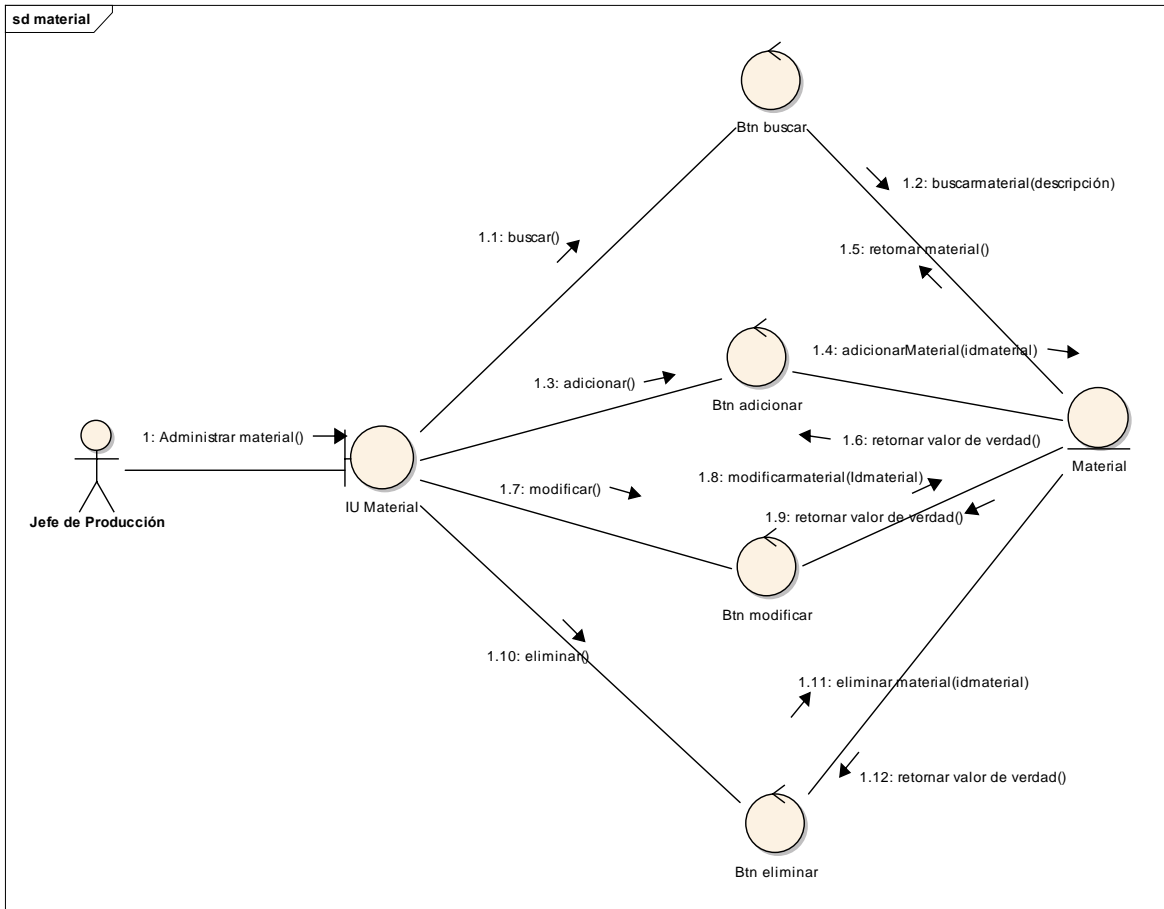 sd material
Btn buscar
1.2: buscarmaterial(descripción)
1.1: buscar()
1.5: retornar material()
1.4: adicionarMaterial(idmaterial)
1.3: adicionar()
Btn adicionar
1: Administrar material()
1.6: retornar valor de verdad()
Material
1.8: modificarmaterial(Idmaterial)
1.7: modificar()
IU Material
1.9: retornar valor de verdad()
Jefe de Producción
Btn modificar
1.10: eliminar()
1.11: eliminar material(idmaterial)
1.12: retornar valor de verdad()
Btn eliminar